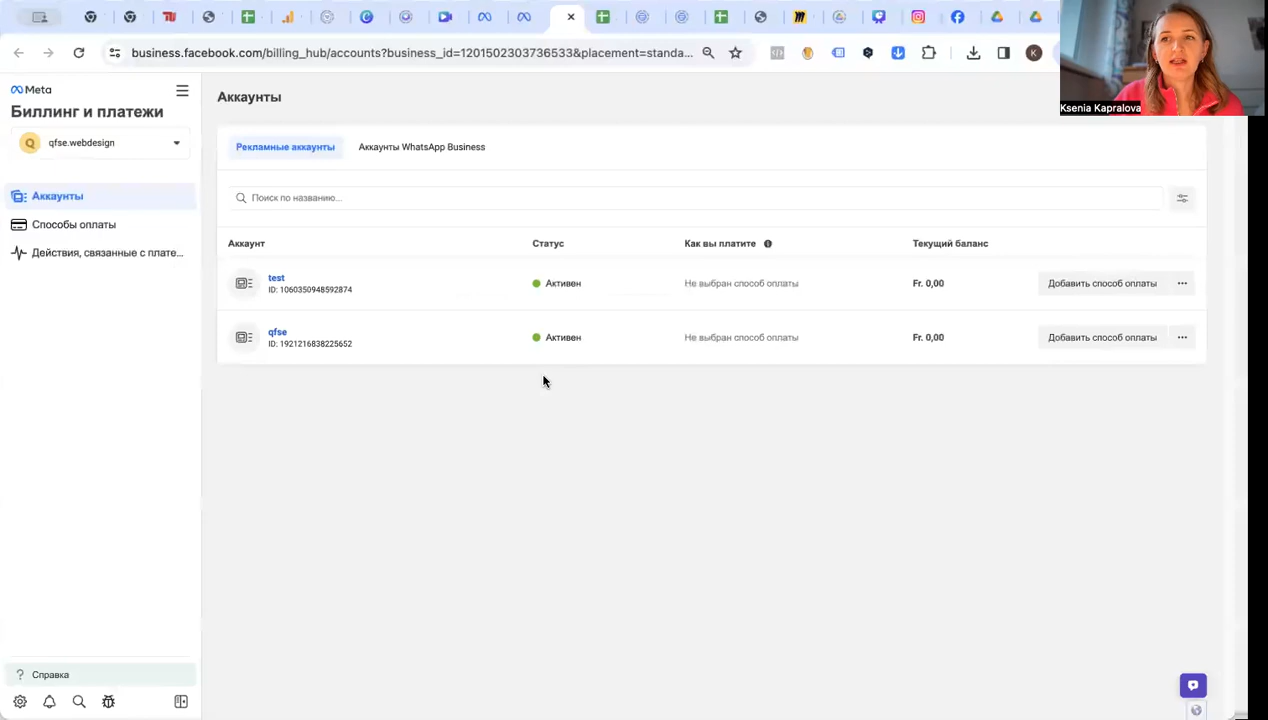 business.facebook.com/billing_hub/accounts?business_id=1201502303736533&placement=standa...
K
Ksenia Kapralova
Meta
Биллинг и платежи
Q qfse.webdesign
Аккаунты
Способы оплаты
Действия, связанные с плате...
Аккаунты
Рекламные аккаунты Аккаунты WhatsApp Business
Поиск по названию...
Аккаунт Статус Как вы платите Текущий баланс
test
ID: 1060350948592874
Активен Не выбран способ оплаты Fr. 0,00 Добавить способ оплаты ...
qfse
ID: 1921216838225652
Активен Не выбран способ оплаты Fr. 0,00 Добавить способ оплаты ...
? Справка